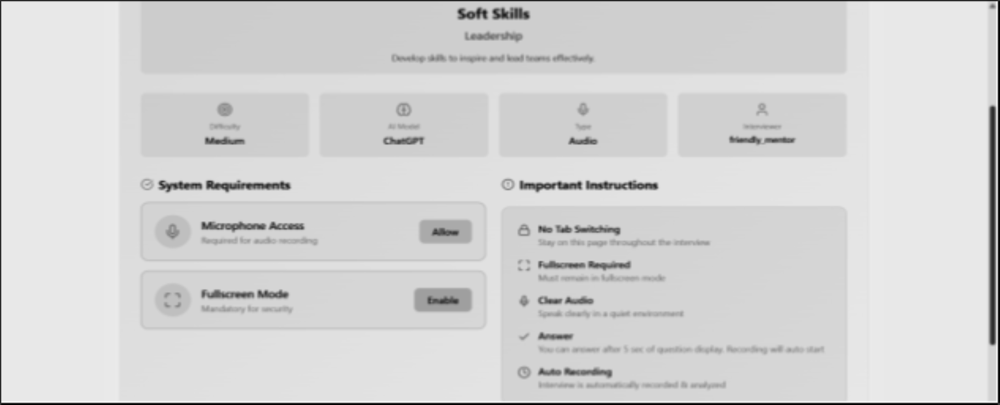 Soft Skills
Leadership
Develop skills to inspire and lead teams effectively.
Difficulty
Medium
AI Model
ChatGPT
Type
Audio
Interviewer
friendly_mentor
System Requirements
Microphone Access
Required for audio recording
Allow
Fullscreen Mode
Mandatory for security
Enable
Important Instructions
No Tab Switching
Stay on this page throughout the interview
Fullscreen Required
Must remain in fullscreen mode
Clear Audio
Speak clearly in a quiet environment
Answer
You can answer after 5 sec of question display. Recording will auto start
Auto Recording
Interview is automatically recorded & analyzed